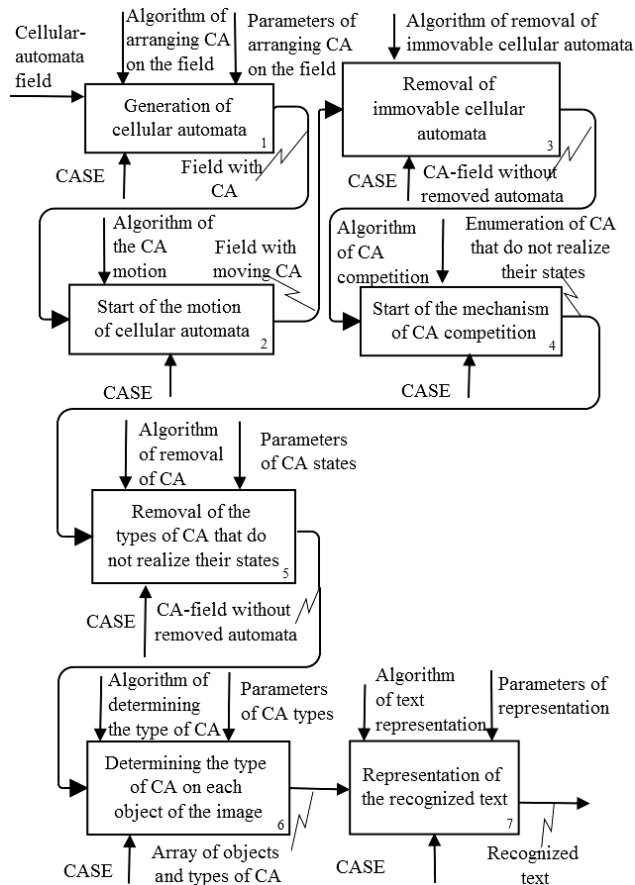 Cellular-
automata
field
Algorithm of
arranging CA
on the field
Parameters of
arranging CA
on the field
Generation of
cellular automata
1
CASE
Field with
CA
Algorithm of removal of
immovable cellular automata
Removal of
immovable cellular
automata
3
CASE
CA-field without
removed automata
Algorithm of
the CA
motion
Field with
moving CA
Start of the motion
of cellular automata
2
CASE
Algorithm
of CA
competition
Enumeration of CA
that do not realize
their states
Start of the mechanism
of CA competition
4
CASE
Algorithm
of removal
of CA
Parameters
of CA states
Removal of the
types of CA that do
not realize their states
5
CASE
CA-field without
removed automata
Algorithm of
determining
the type of CA
Parameters
of CA types
Determining the type
of CA on each
object of the image
6
CASE
Array of objects
and types of CA
Algorithm
of text
representation
Parameters of
representation
Representation of
the recognized text
7
CASE
Recognized
text